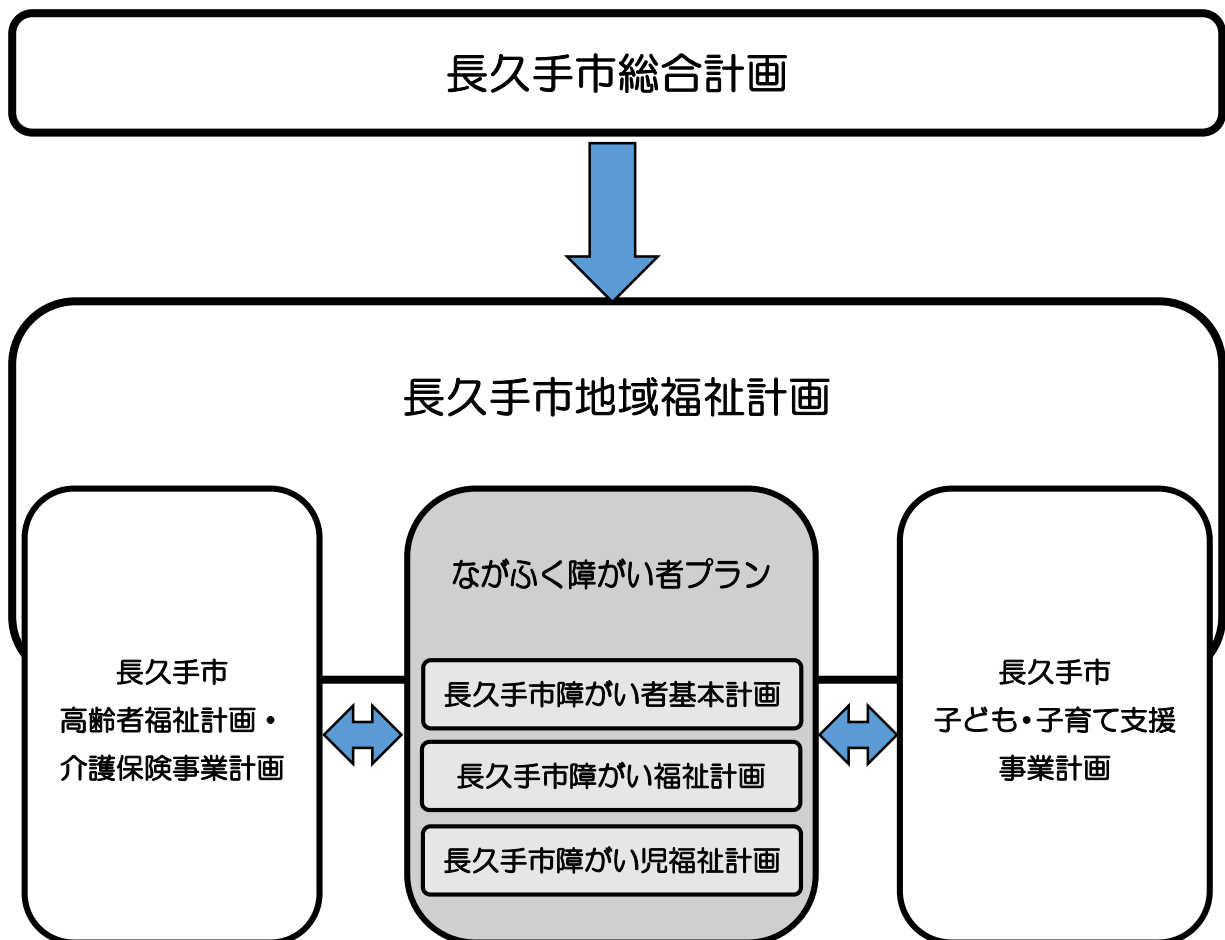 長久手市総合計画
長久手市地域福祉計画
長久手市
高齢者福祉計画・
介護保険事業計画
ながふく障がい者プラン
長久手市障がい者基本計画
長久手市障がい福祉計画
長久手市障がい児福祉計画
長久手市
子ども・子育て支援
事業計画